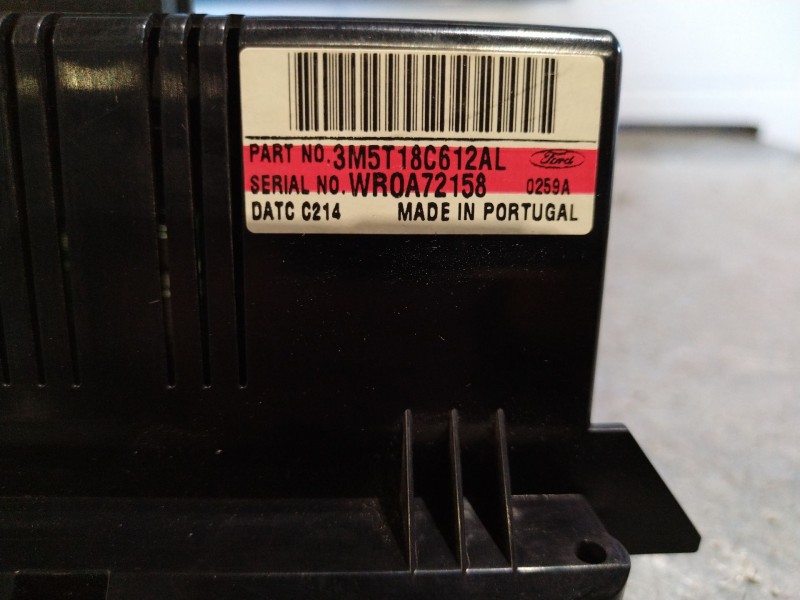 PART NO. 3M5T18C612AL Ford
SERIAL NO. WR0A72158 0259A
DATC C214 MADE IN PORTUGAL